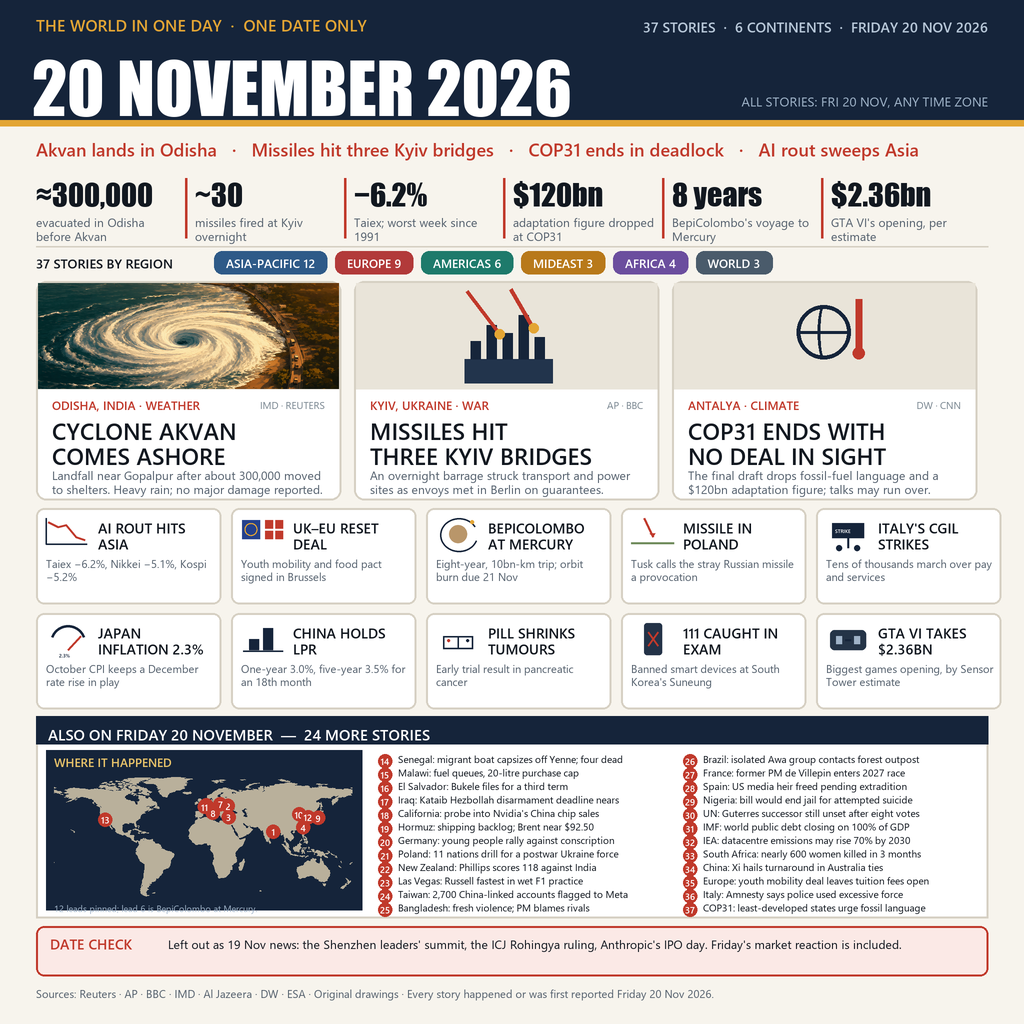 THE WORLD IN ONE DAY · ONE DATE ONLY
37 STORIES · 6 CONTINENTS · FRIDAY 20 NOV 2026
20 NOVEMBER 2026
ALL STORIES: FRI 20 NOV, ANY TIME ZONE
Akvan lands in Odisha · Missiles hit three Kyiv bridges · COP31 ends in deadlock · AI rout sweeps Asia
≈300,000
evacuated in Odisha
before Akvan
~30
missiles fired at Kyiv
overnight
−6.2%
Taiex; worst week since
1991
$120bn
adaptation figure dropped
at COP31
8 years
BepiColombo's voyage to
Mercury
$2.36bn
GTA VI's opening, per
estimate
37 STORIES BY REGION
ASIA-PACIFIC 12
EUROPE 9
AMERICAS 6
MIDEAST 3
AFRICA 4
WORLD 3
ODISHA, INDIA · WEATHER
IMD · REUTERS
CYCLONE AKVAN
COMES ASHORE
Landfall near Gopalpur after about 300,000 moved
to shelters. Heavy rain; no major damage reported.
KYIV, UKRAINE · WAR
AP · BBC
MISSILES HIT
THREE KYIV BRIDGES
An overnight barrage struck transport and power
sites as envoys met in Berlin on guarantees.
ANTALYA · CLIMATE
DW · CNN
COP31 ENDS WITH
NO DEAL IN SIGHT
The final draft drops fossil-fuel language and a
$120bn adaptation figure; talks may run over.
AI ROUT HITS
ASIA
Taiex −6.2%, Nikkei −5.1%, Kospi
−5.2%
UK–EU RESET
DEAL
Youth mobility and food pact
signed in Brussels
BEPICOLOMBO
AT MERCURY
Eight-year, 10bn-km trip; orbit
burn due 21 Nov
MISSILE IN
POLAND
Tusk calls the stray Russian missile
a provocation
STRIKE
ITALY'S CGIL
STRIKES
Tens of thousands march over pay
and services
2.3%
JAPAN
INFLATION 2.3%
October CPI keeps a December
rate rise in play
CHINA HOLDS
LPR
One-year 3.0%, five-year 3.5% for
an 18th month
PILL SHRINKS
TUMOURS
Early trial result in pancreatic
cancer
111 CAUGHT IN
EXAM
Banned smart devices at South
Korea's Suneung
GTA VI TAKES
$2.36BN
Biggest games opening, by Sensor
Tower estimate
ALSO ON FRIDAY 20 NOVEMBER — 24 MORE STORIES
WHERE IT HAPPENED
13
11
7
2
8
3
1
10
12
9
4
12 leads pinned; lead 6 is BepiColombo at Mercury
14 Senegal: migrant boat capsizes off Yenne; four dead
15 Malawi: fuel queues, 20-litre purchase cap
16 El Salvador: Bukele files for a third term
17 Iraq: Kataib Hezbollah disarmament deadline nears
18 California: probe into Nvidia's China chip sales
19 Hormuz: shipping backlog; Brent near $92.50
20 Germany: young people rally against conscription
21 Poland: 11 nations drill for a postwar Ukraine force
22 New Zealand: Phillips scores 118 against India
23 Las Vegas: Russell fastest in wet F1 practice
24 Taiwan: 2,700 China-linked accounts flagged to Meta
25 Bangladesh: fresh violence; PM blames rivals
26 Brazil: isolated Awa group contacts forest outpost
27 France: former PM de Villepin enters 2027 race
28 Spain: US media heir freed pending extradition
29 Nigeria: bill would end jail for attempted suicide
30 UN: Guterres successor still unset after eight votes
31 IMF: world public debt closing on 100% of GDP
32 IEA: datacentre emissions may rise 70% by 2030
33 South Africa: nearly 600 women killed in 3 months
34 China: Xi hails turnaround in Australia ties
35 Europe: youth mobility deal leaves tuition fees open
36 Italy: Amnesty says police used excessive force
37 COP31: least-developed states urge fossil language
DATE CHECK
Left out as 19 Nov news: the Shenzhen leaders' summit, the ICJ Rohingya ruling, Anthropic's IPO day. Friday's market reaction is included.
Sources: Reuters · AP · BBC · IMD · Al Jazeera · DW · ESA · Original drawings · Every story happened or was first reported Friday 20 Nov 2026.